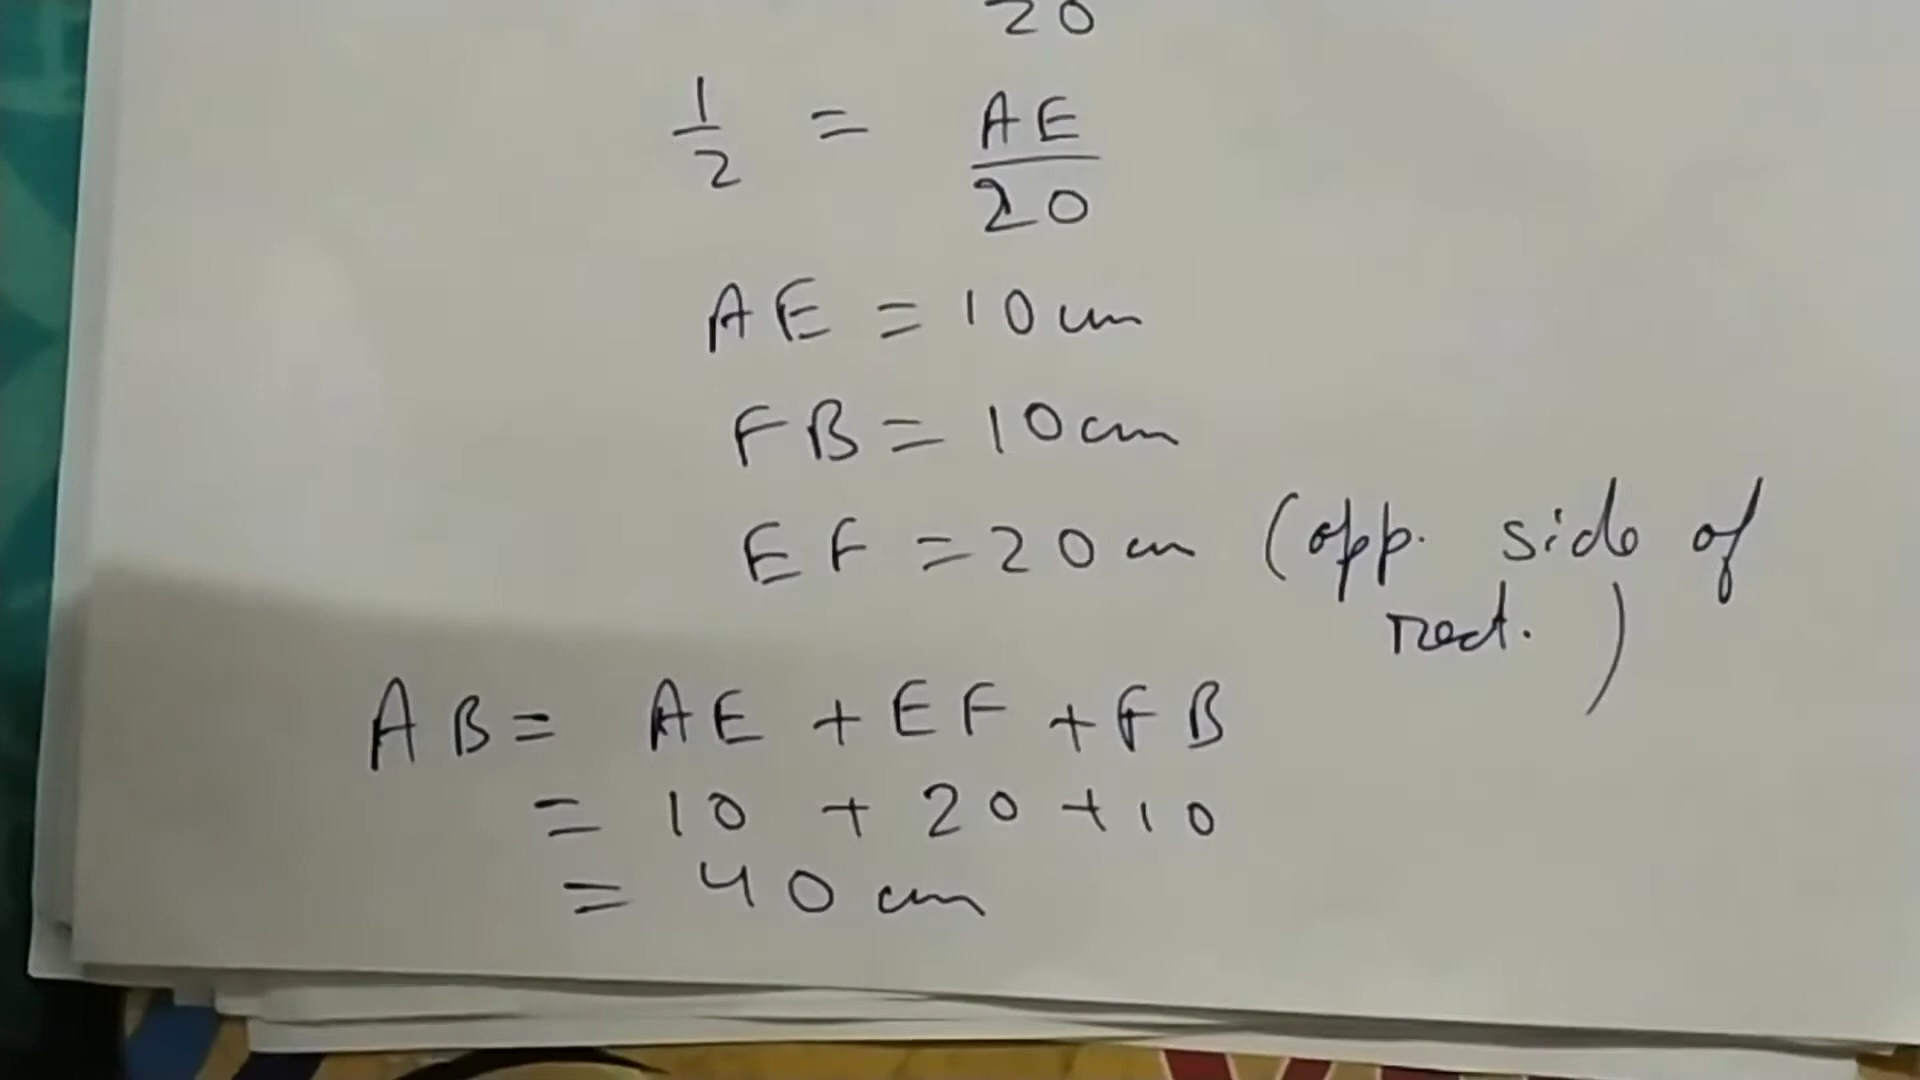 20
1/2 = AE/20
AE = 10 cm
FB = 10 cm
EF = 20 cm (opp. side of
rect.)
AB = AE + EF + FB
= 10 + 20 + 10
= 40 cm